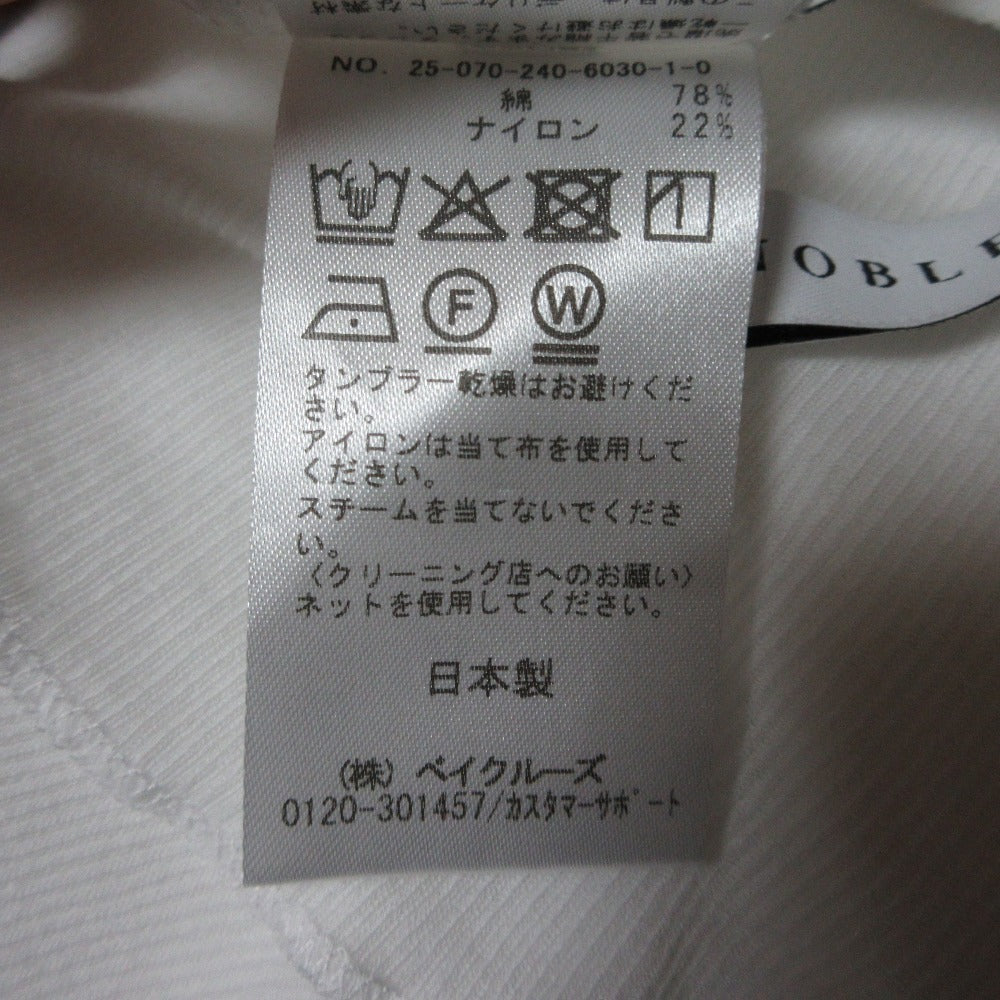 NO. 25-070-240-6030-1-0
綿 78%
ナイロン 22%
NOBLE
F W
タンブラー乾燥はお避けくだ
さい。
アイロンは当て布を使用して
ください。
スチームを当てないでくださ
い。
〈クリーニング店へのお願い〉
ネットを使用してください。
日本製
(株) ベイクルーズ
0120-301457/カスタマーサポート